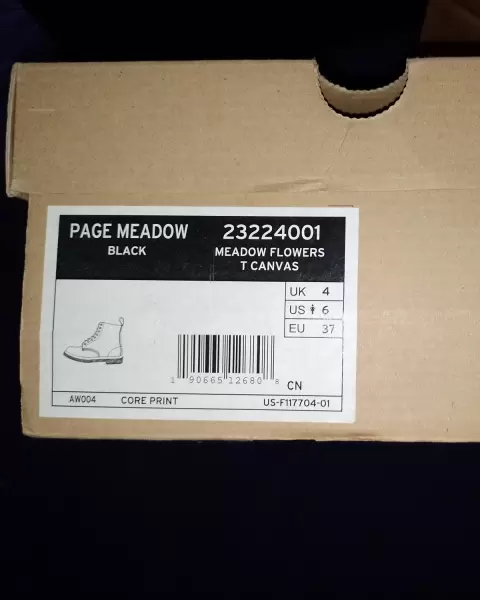 PAGE MEADOW 23224001
BLACK MEADOW FLOWERS
T CANVAS
UK 4
US 6
EU 37
1 90665 12680 8
CN
AW004 CORE PRINT US-F117704-01